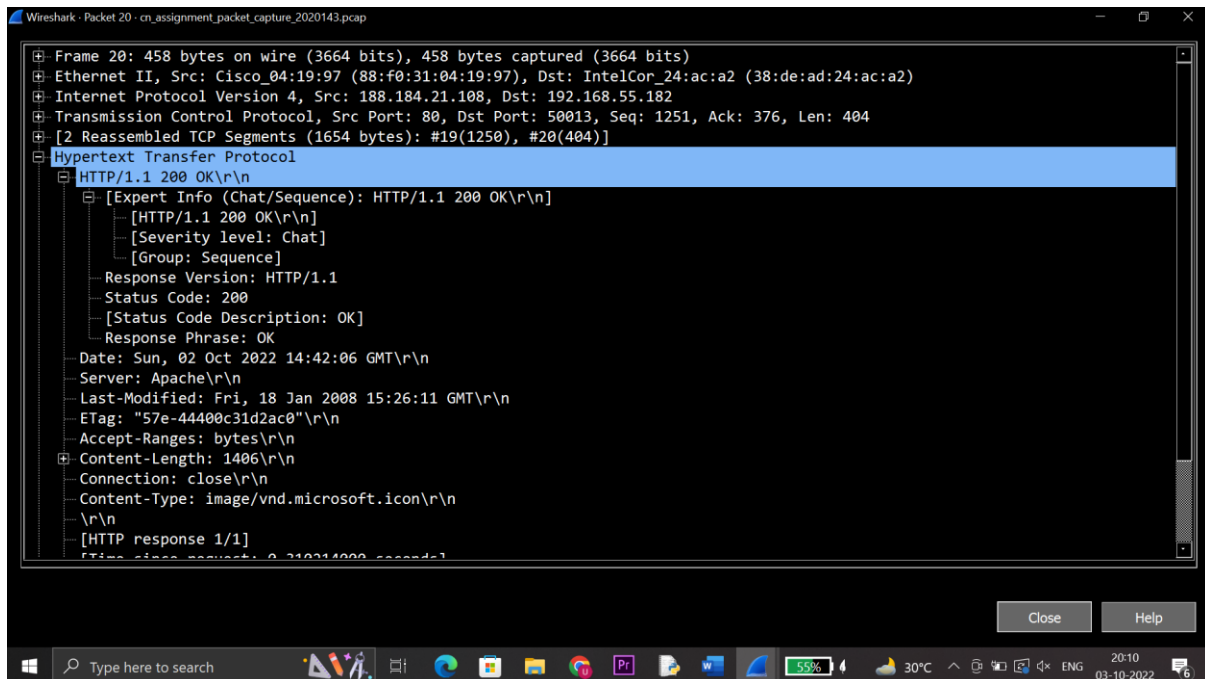 Wireshark · Packet 20 · cn_assignment_packet_capture_2020143.pcap
Frame 20: 458 bytes on wire (3664 bits), 458 bytes captured (3664 bits)
Ethernet II, Src: Cisco_04:19:97 (88:f0:31:04:19:97), Dst: IntelCor_24:ac:a2 (38:de:ad:24:ac:a2)
Internet Protocol Version 4, Src: 188.184.21.108, Dst: 192.168.55.182
Transmission Control Protocol, Src Port: 80, Dst Port: 50013, Seq: 1251, Ack: 376, Len: 404
[2 Reassembled TCP Segments (1654 bytes): #19(1250), #20(404)]
Hypertext Transfer Protocol
HTTP/1.1 200 OK\r\n
[Expert Info (Chat/Sequence): HTTP/1.1 200 OK\r\n]
[HTTP/1.1 200 OK\r\n]
[Severity level: Chat]
[Group: Sequence]
Response Version: HTTP/1.1
Status Code: 200
[Status Code Description: OK]
Response Phrase: OK
Date: Sun, 02 Oct 2022 14:42:06 GMT\r\n
Server: Apache\r\n
Last-Modified: Fri, 18 Jan 2008 15:26:11 GMT\r\n
ETag: "57e-44400c31d2ac0"\r\n
Accept-Ranges: bytes\r\n
Content-Length: 1406\r\n
Connection: close\r\n
Content-Type: image/vnd.microsoft.icon\r\n
\r\n
[HTTP response 1/1]
[Time since request: 0.310214000 seconds]
Close Help
Type here to search Pr 55% 30°C ENG 20:10
03-10-2022 6